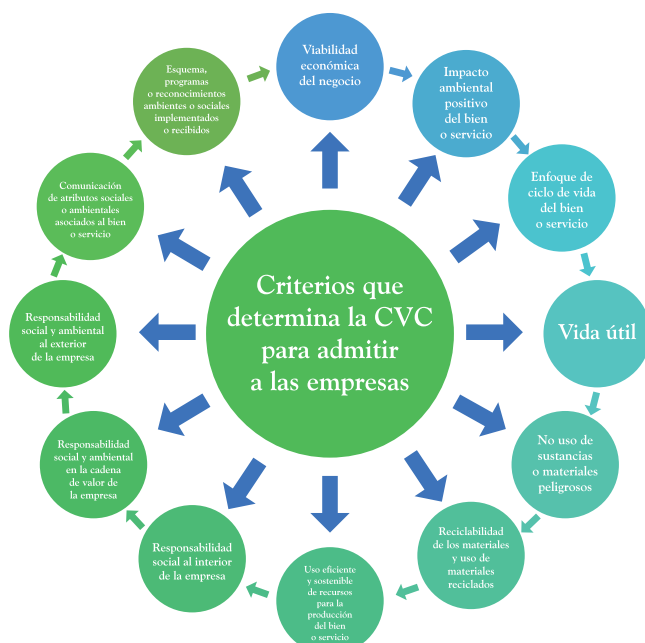 Viabilidad
económica
del negocio
Impacto
ambiental
positivo
del bien
o servicio
Enfoque de
ciclo de vida
del bien
o servicio
Vida útil
No uso de
sustancias
o materiales
peligrosos
Reciclabilidad
de los materiales
y uso de
materiales
reciclados
Uso eficiente
y sostenible
de recursos
para la
producción
del bien
o servicio
Responsabilidad
social al interior
de la empresa
Responsabilidad
social y ambiental
en la cadena
de valor de
la empresa
Responsabilidad
social y ambiental
al exterior
de la empresa
Comunicación
de atributos sociales
o ambientales
asociados al bien
o servicio
Esquema,
programas
o reconocimientos
ambientes o sociales
implementados
o recibidos
Criterios que
determina la CVC
para admitir
a las empresas